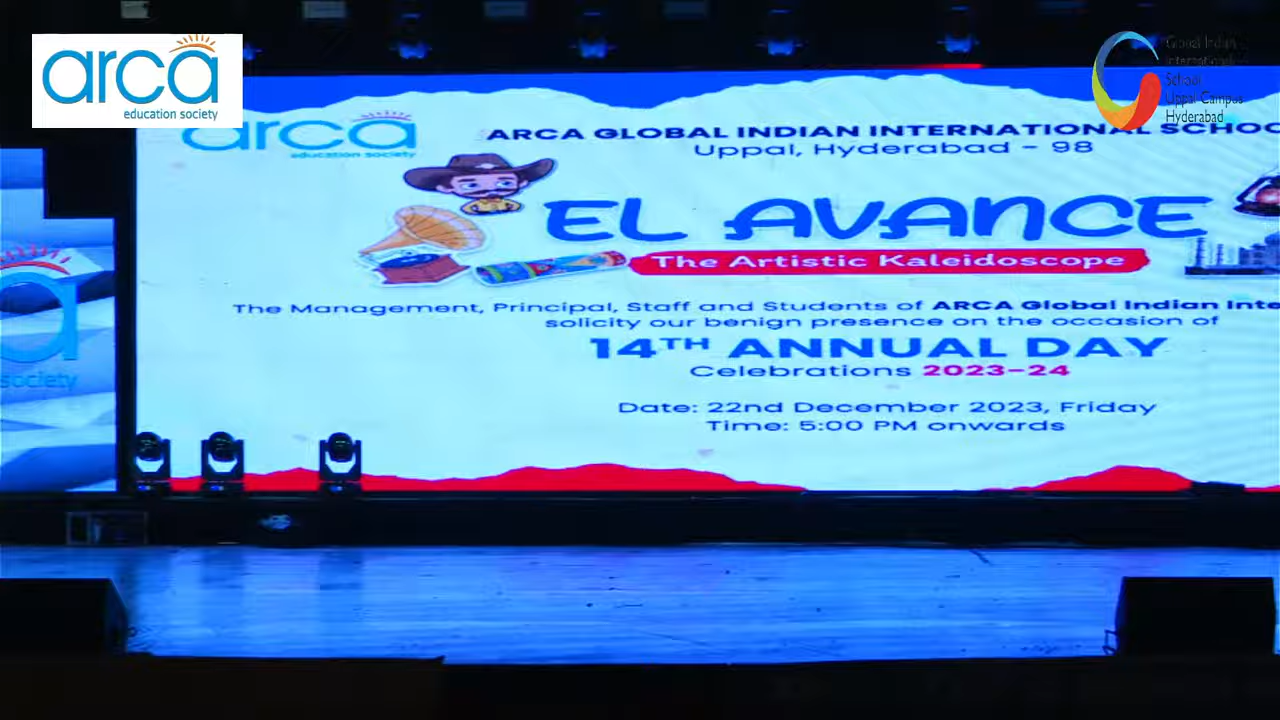 arca
education society
Global Indian
International
School
Uppal Campus
Hyderabad
arca
education society
ARCA GLOBAL INDIAN INTERNATIONAL SCHOO
Uppal, Hyderabad - 98
EL AVANCE
The Artistic Kaleidoscope
The Management, Principal, Staff and Students of ARCA Global Indian Inte
solicity our benign presence on the occasion of
14TH ANNUAL DAY
Celebrations 2023-24
Date: 22nd December 2023, Friday
Time: 5:00 PM onwards
a
society